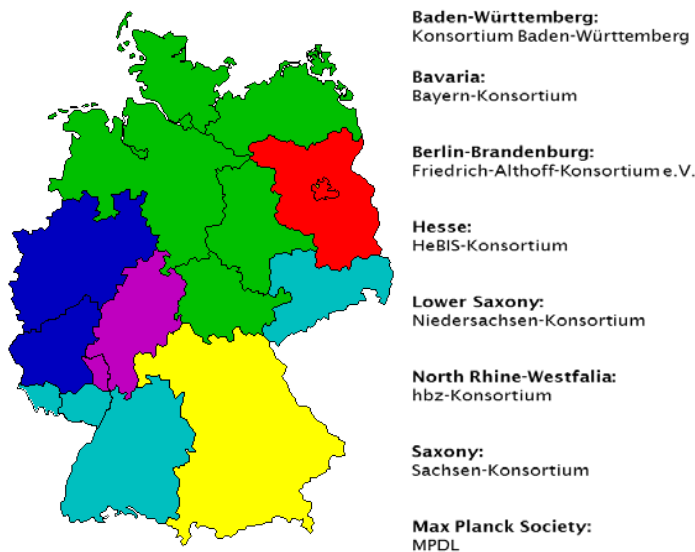 Baden-Württemberg:
Konsortium Baden-Württemberg
Bavaria:
Bayern-Konsortium
Berlin-Brandenburg:
Friedrich-Althoff-Konsortium e.V.
Hesse:
HeBIS-Konsortium
Lower Saxony:
Niedersachsen-Konsortium
North Rhine-Westfalia:
hbz-Konsortium
Saxony:
Sachsen-Konsortium
Max Planck Society:
MPDL